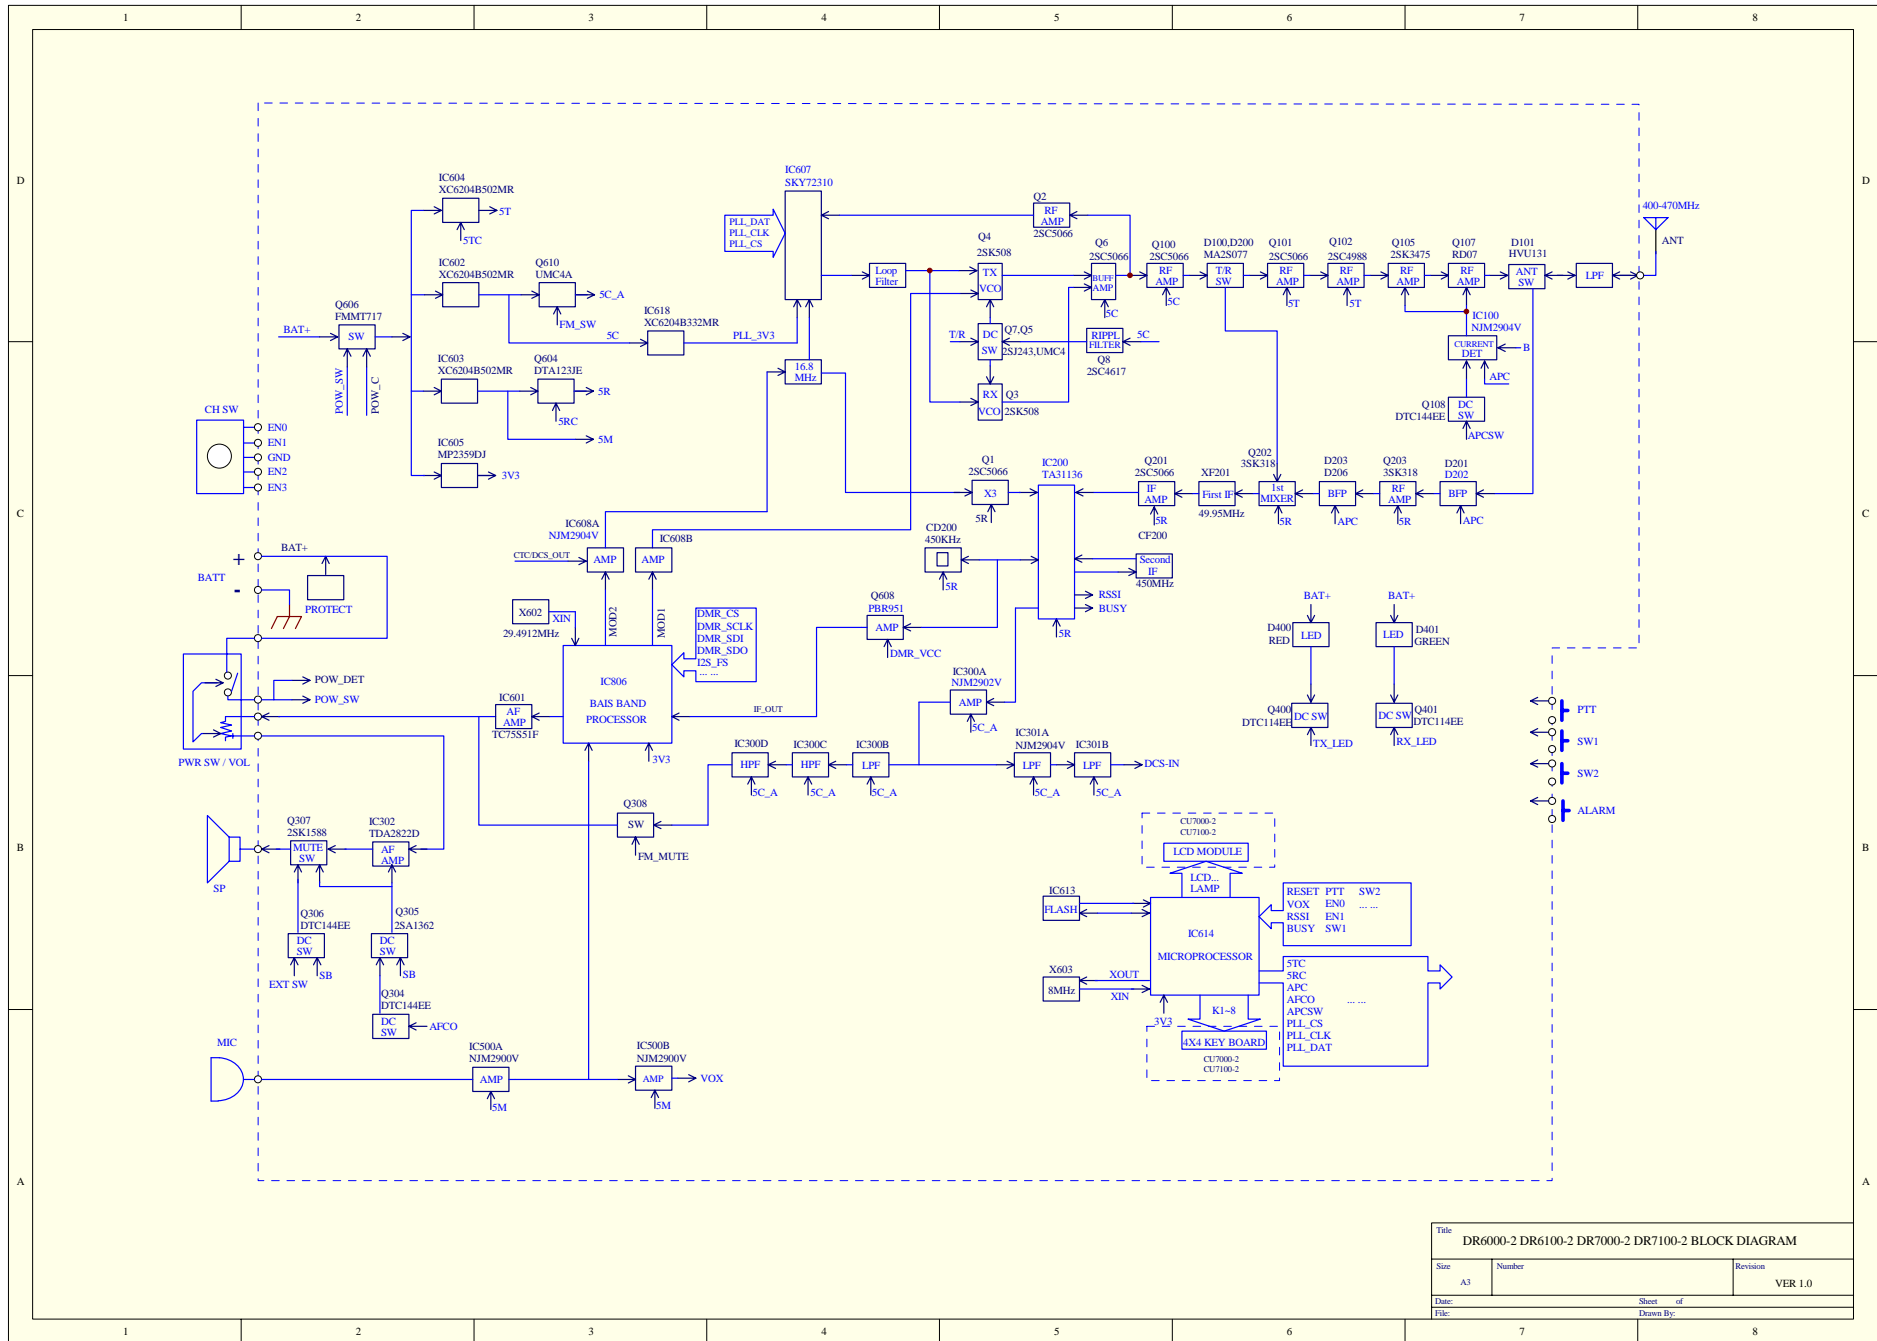 1 2 3 4 5 6 7 8
D
D
IC604
XC6204B502MR
5T
5TC
IC602
XC6204B502MR
Q610
UMC4A
5C_A
FM_SW
Q606
FMMT717
BAT+
SW
POW_SW
POW_C
IC618
XC6204B332MR
5C
PLL_3V3
IC603
XC6204B502MR
Q604
DTA123JE
5R
5RC
5M
IC605
MP2359DJ
3V3
IC607
SKY72310
PLL_DAT
PLL_CLK
PLL_CS
16.8
MHz
Loop
Filter
Q4
2SK508
TX
VCO
T/R
DC
SW
Q7,Q5
2SJ243,UMC4
RX
VCO
Q3
2SK508
Q2
RF
AMP
2SC5066
Q6
2SC5066
BUFF
AMP
5C
RIPPL
FILTER
5C
Q8
2SC4617
Q100
2SC5066
RF
AMP
5C
D100,D200
MA2S077
T/R
SW
Q101
2SC5066
RF
AMP
5T
Q102
2SC4988
RF
AMP
5T
Q105
2SK3475
RF
AMP
Q107
RD07
RF
AMP
D101
HVU131
ANT
SW
LPF
400-470MHz
ANT
IC100
NJM2904V
CURRENT
DET
B
APC
Q108
DTC144EE
DC
SW
APCSW
CH SW
EN0
EN1
GND
EN2
EN3
C
C
Q1
2SC5066
X3
5R
IC200
TA31136
Q201
2SC5066
IF
AMP
5R
XF201
First IF
49.95MHz
Q202
3SK318
1st
MIXER
5R
D203
D206
BFP
APC
Q203
3SK318
RF
AMP
5R
D201
D202
BFP
APC
CD200
450KHz
5R
CF200
Second
IF
450MHz
RSSI
BUSY
5R
IC608A
NJM2904V
CTC/DCS_OUT
AMP
IC608B
AMP
MOD2
MOD1
+
BAT+
BATT
-
PROTECT
X602
XIN
29.4912MHz
DMR_CS
DMR_SCLK
DMR_SDI
DMR_SDO
I2S_FS
... ...
Q608
PBR951
AMP
DMR_VCC
BAT+
D400
RED
LED
Q400
DTC114EE
DC SW
TX_LED
BAT+
LED
D401
GREEN
DC SW
Q401
DTC114EE
RX_LED
POW_DET
POW_SW
PWR SW / VOL
IC601
AF
AMP
TC75S51F
IC806
BAIS BAND
PROCESSOR
3V3
IF_OUT
IC300A
NJM2902V
AMP
5C_A
IC300D
HPF
5C_A
IC300C
HPF
5C_A
IC300B
LPF
5C_A
IC301A
NJM2904V
LPF
5C_A
IC301B
LPF
5C_A
DCS-IN
PTT
SW1
SW2
ALARM
B
B
Q308
SW
FM_MUTE
SP
Q307
2SK1588
MUTE
SW
IC302
TDA2822D
AF
AMP
Q306
DTC144EE
DC
SW
EXT SW
SB
Q305
2SA1362
DC
SW
SB
Q304
DTC144EE
DC
SW
AFCO
CU7000-2
CU7100-2
LCD MODULE
LCD...
LAMP
IC613
FLASH
IC614
MICROPROCESSOR
X603
8MHz
XOUT
XIN
3V3
K1~8
4X4 KEY BOARD
CU7000-2
CU7100-2
RESET PTT SW2
VOX EN0 ... ...
RSSI EN1
BUSY SW1
5TC
5RC
APC
AFCO ... ...
APCSW
PLL_CS
PLL_CLK
PLL_DAT
MIC
IC500A
NJM2900V
AMP
5M
IC500B
NJM2900V
AMP
VOX
5M
A
A
Title
DR6000-2 DR6100-2 DR7000-2 DR7100-2 BLOCK DIAGRAM
Size Number Revision
A3 VER 1.0
Date: Sheet of
File: Drawn By:
1 2 3 4 5 6 7 8